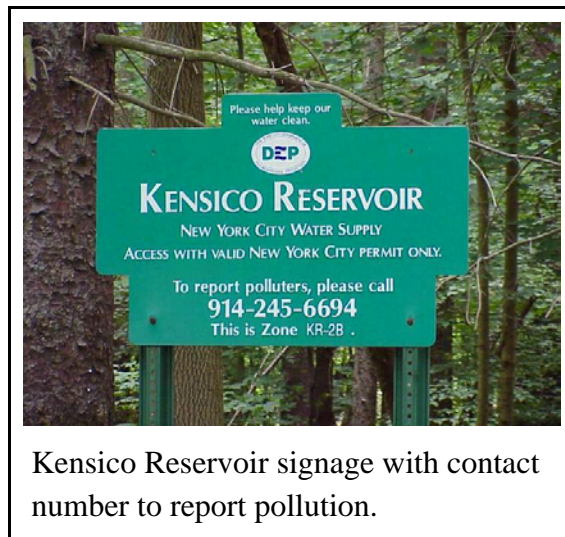 Please help keep our
water clean.
DEP
KENSICO RESERVOIR
NEW YORK CITY WATER SUPPLY
ACCESS WITH VALID NEW YORK CITY PERMIT ONLY.
To report polluters, please call
914-245-6694
This is Zone KR-2B .
Kensico Reservoir signage with contact
number to report pollution.